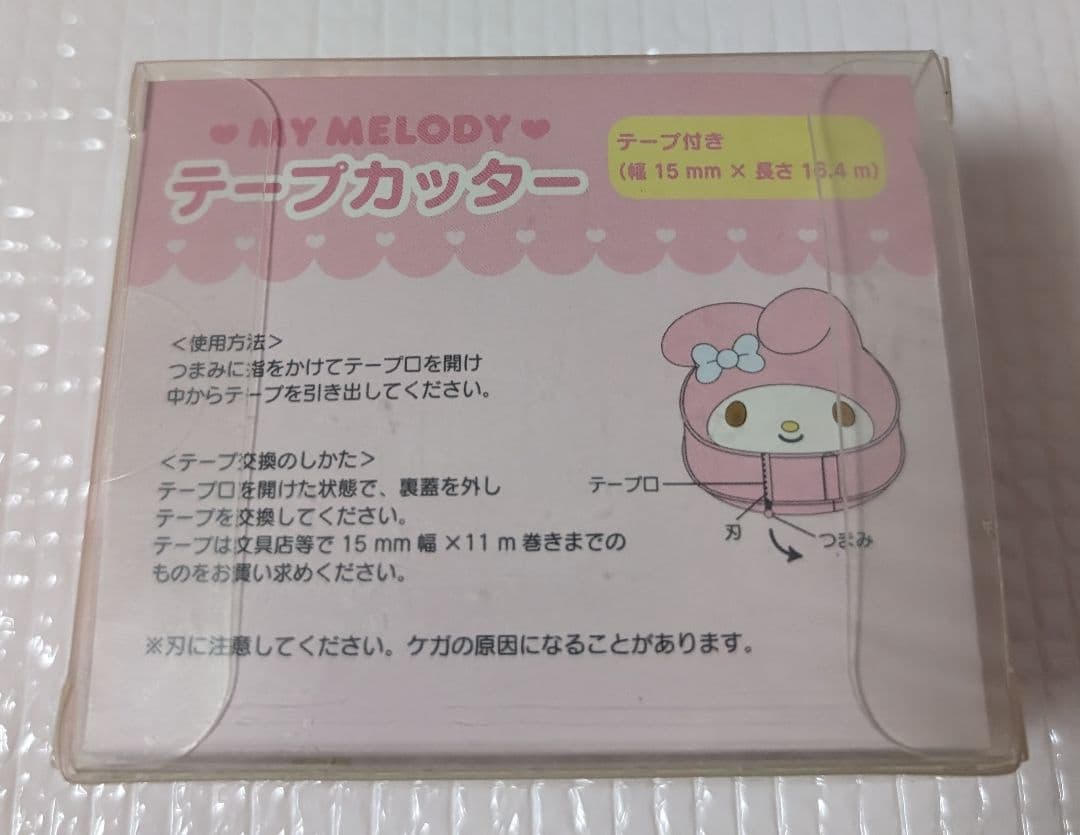 MY MELODY
テープカッター
テープ付き
(幅 15 mm × 長さ 16.4 m)
＜使用方法＞
つまみに指をかけてテープ口を開け
中からテープを引き出してください。
＜テープ交換のしかた＞
テープ口を開けた状態で、裏蓋を外し
テープを交換してください。
テープは文具店等で 15 mm 幅 ×11 m 巻きまでの
ものをお買い求めください。
テープ口
刃
つまみ
※刃に注意してください。ケガの原因になることがあります。